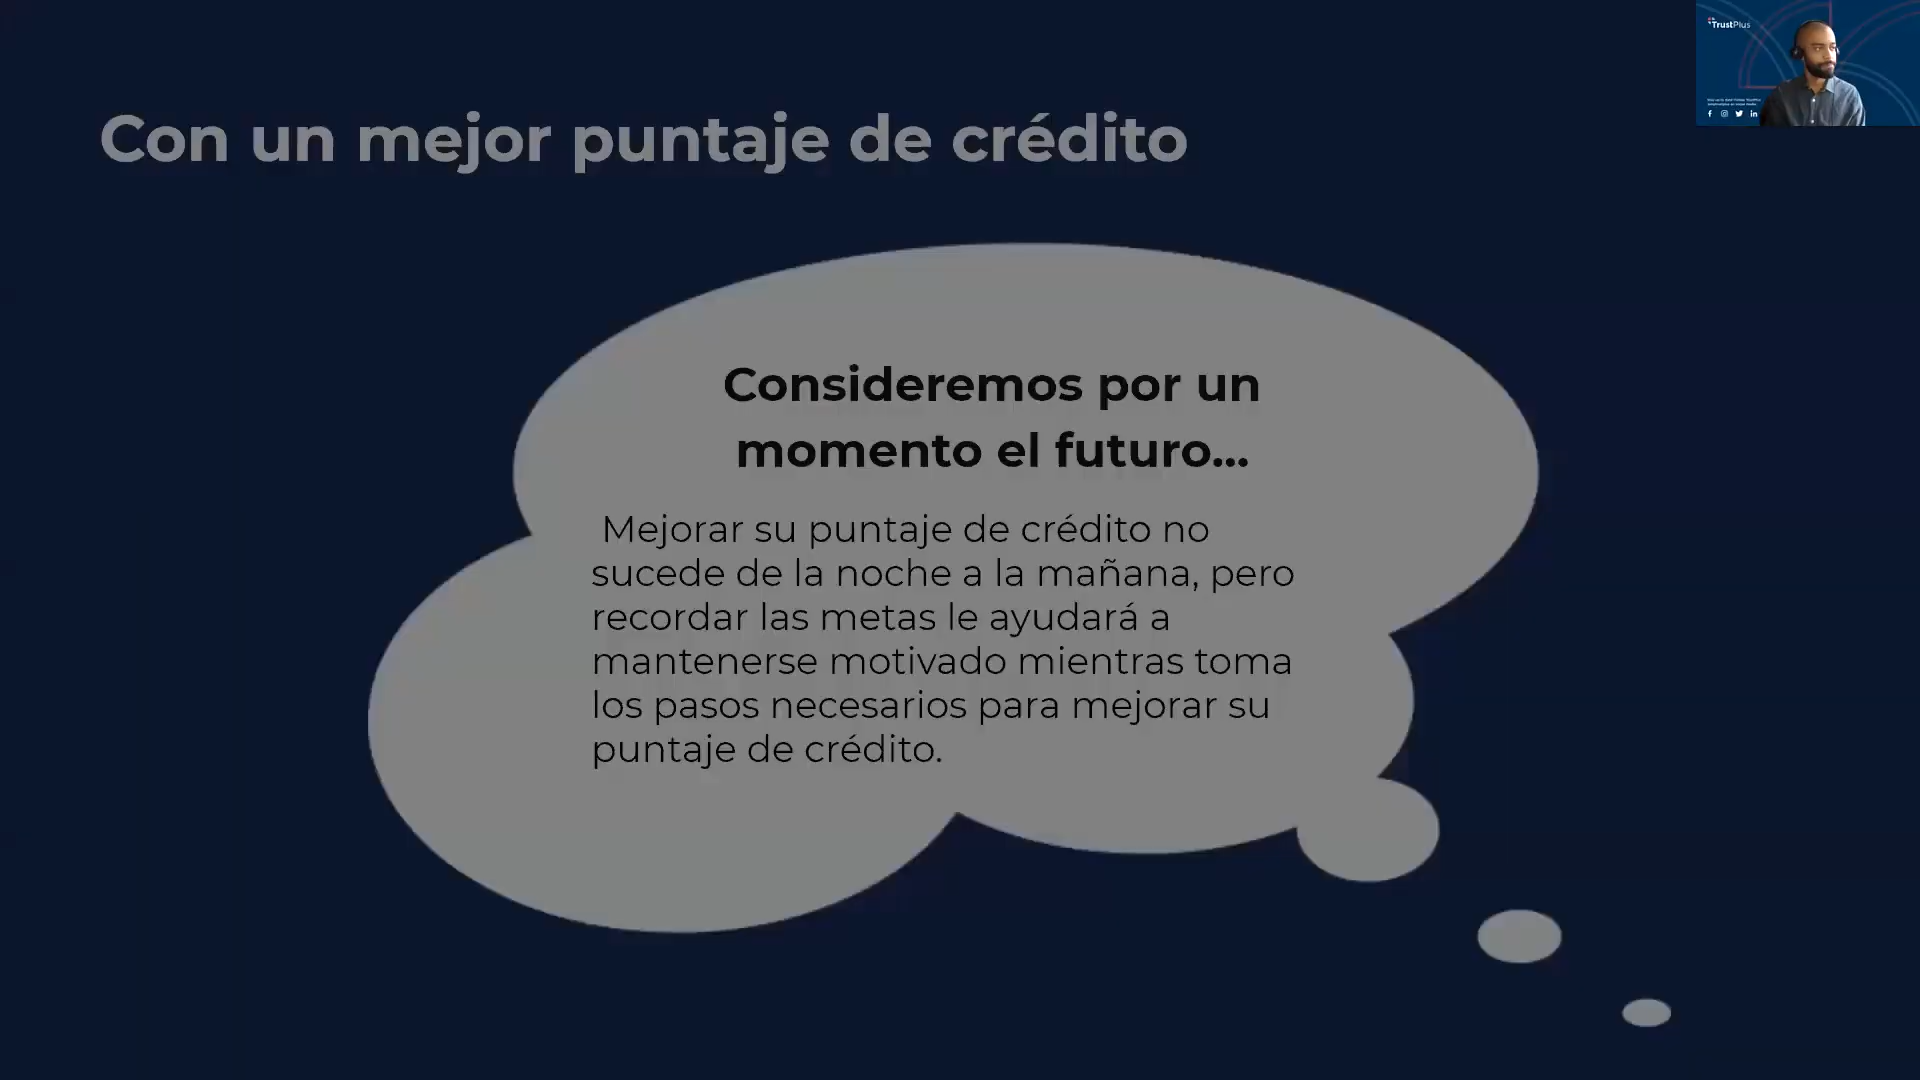 TrustPlus
Con un mejor puntaje de crédito
Consideremos por un
momento el futuro...
Mejorar su puntaje de crédito no
sucede de la noche a la mañana, pero
recordar las metas le ayudará a
mantenerse motivado mientras toma
los pasos necesarios para mejorar su
puntaje de crédito.